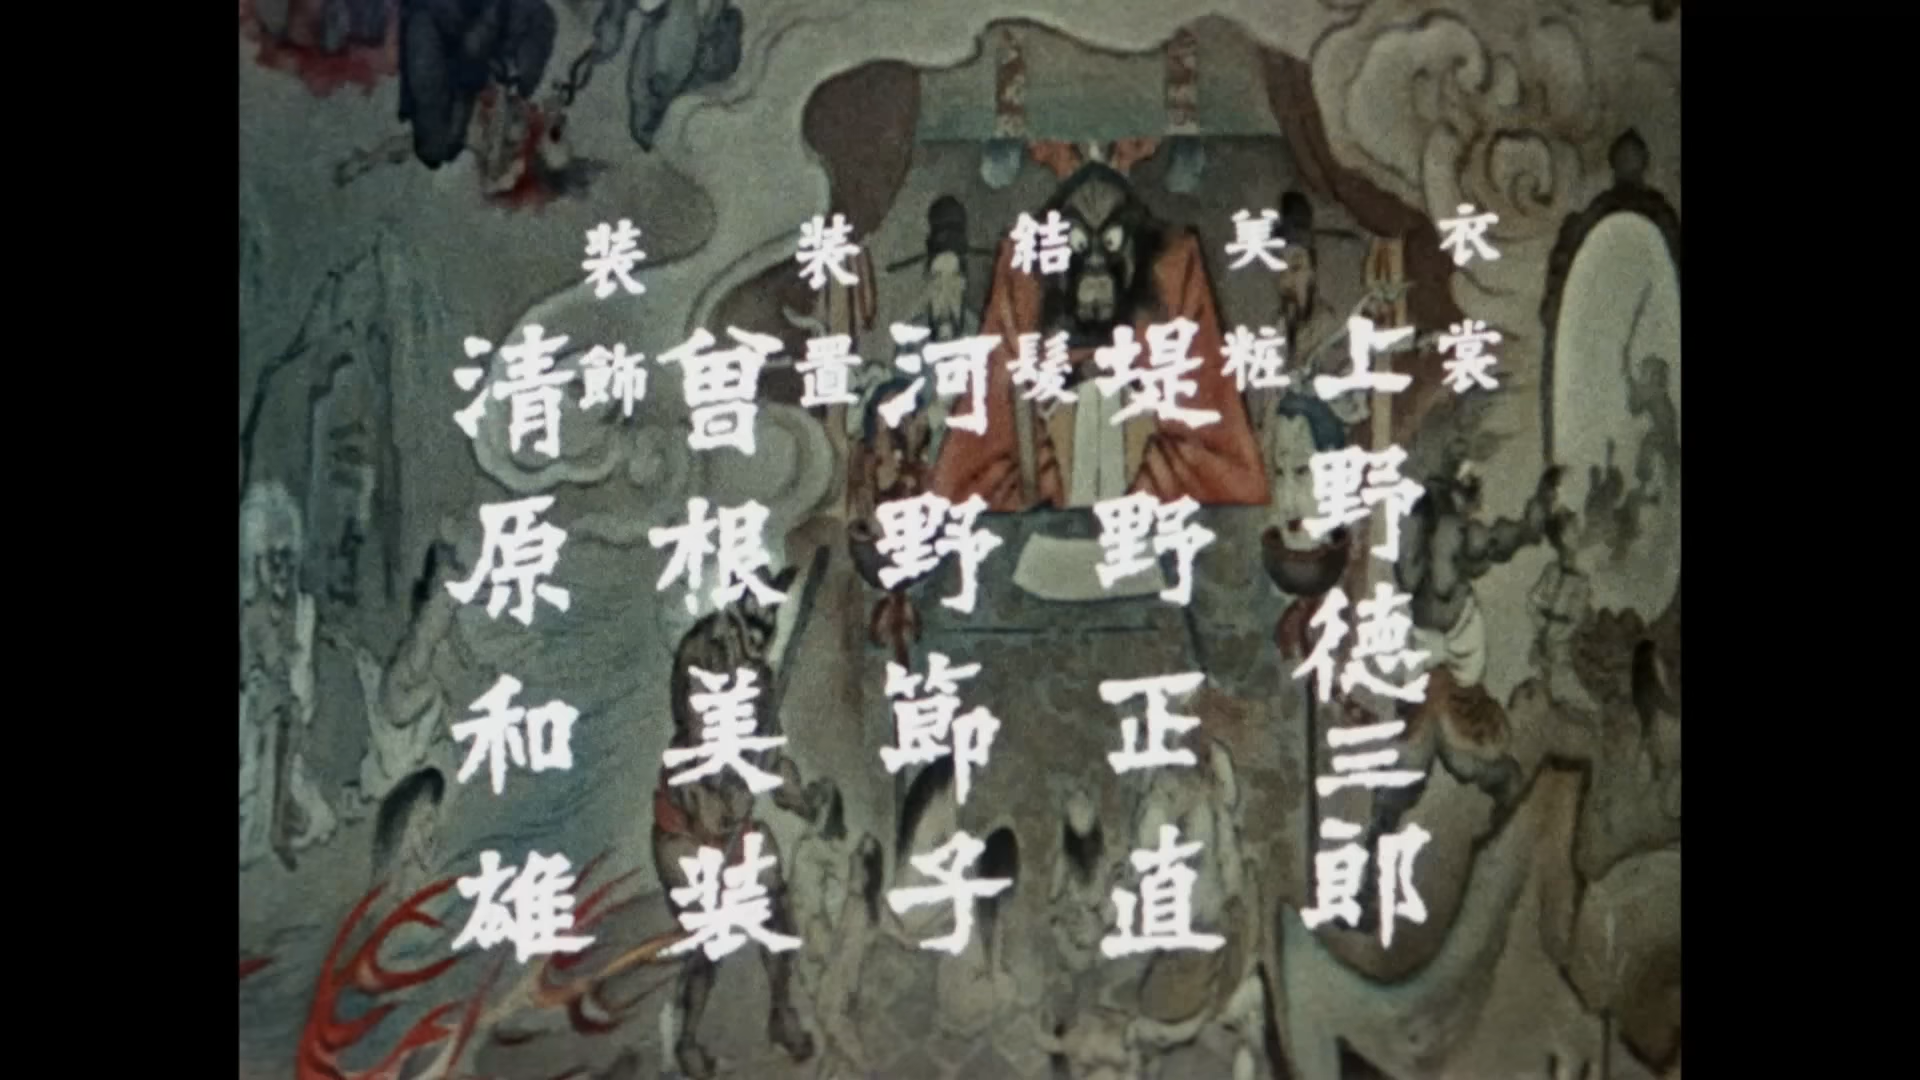 衣裳
上野徳三郎
美粧
堤野正直
結髪
河野節子
装置
曾根美装
装飾
清原和雄